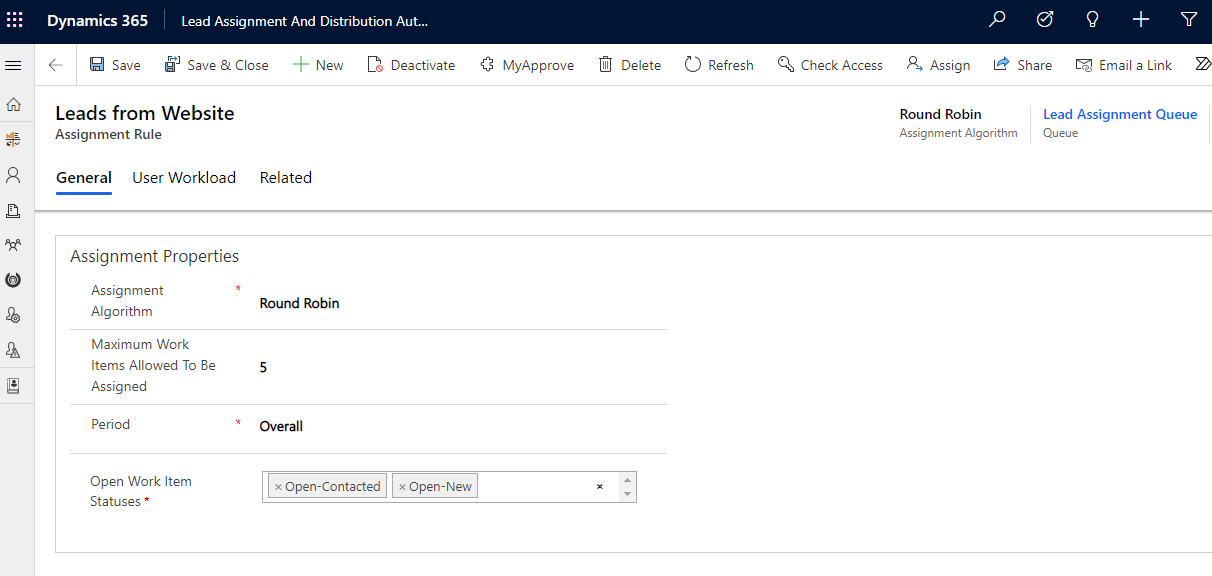 Dynamics 365 Lead Assignment And Distribution Aut...
Save Save & Close New Deactivate MyApprove Delete Refresh Check Access Assign Share Email a Link
Leads from Website
Assignment Rule
Round Robin
Assignment Algorithm
Lead Assignment Queue
Queue
General User Workload Related
Assignment Properties
Assignment
Algorithm
*
Round Robin
Maximum Work
Items Allowed To Be
Assigned
5
Period * Overall
Open Work Item
Statuses *
× Open-Contacted × Open-New ×